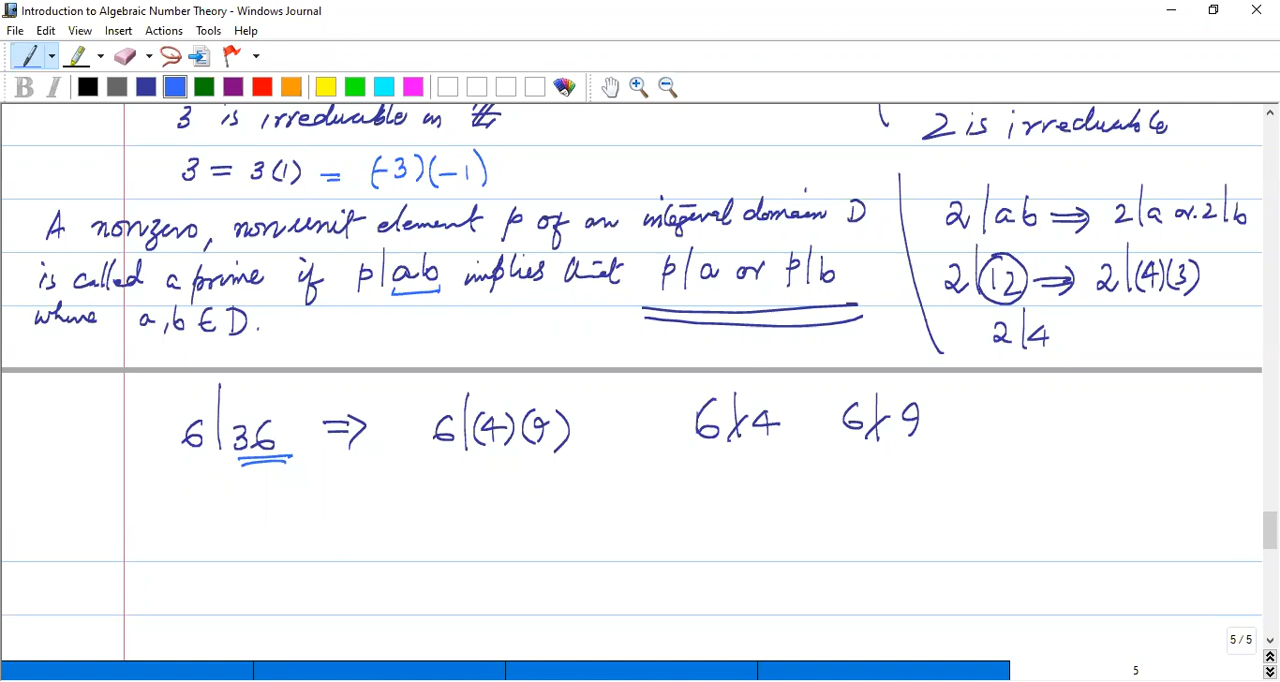 Introduction to Algebraic Number Theory - Windows Journal
File Edit View Insert Actions Tools Help
B I
3 is irreducible in ℤ
3 = 3(1) = (-3)(-1)
A nonzero, nonunit element p of an integral domain D
is called a prime if p|ab implies that p|a or p|b
where a, b ∈ D.
2 is irreducible
2|ab ⟹ 2|a or 2|b
2|12 ⟹ 2|(4)(3)
2|4
6|36 ⟹ 6|(4)(9) 6∤4 6∤9
5 / 5
5